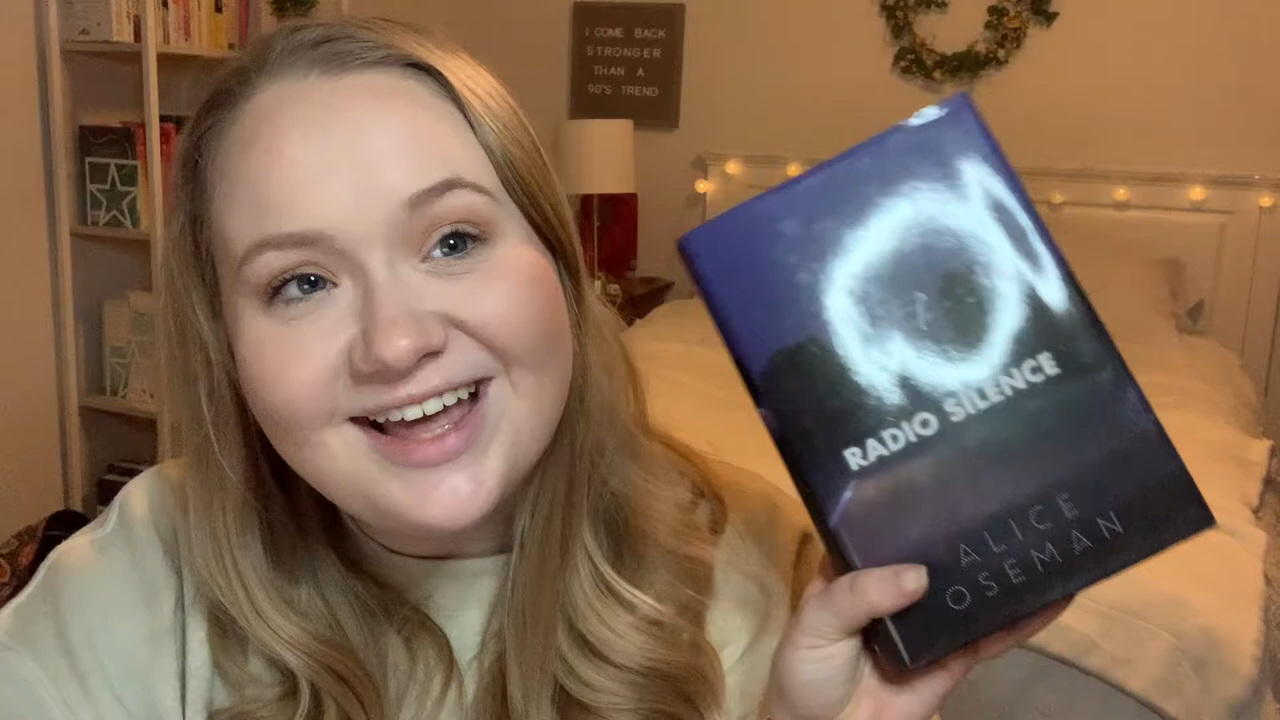 I COME BACK
STRONGER
THAN A
90'S TREND
RADIO SILENCE
ALICE
OSEMAN